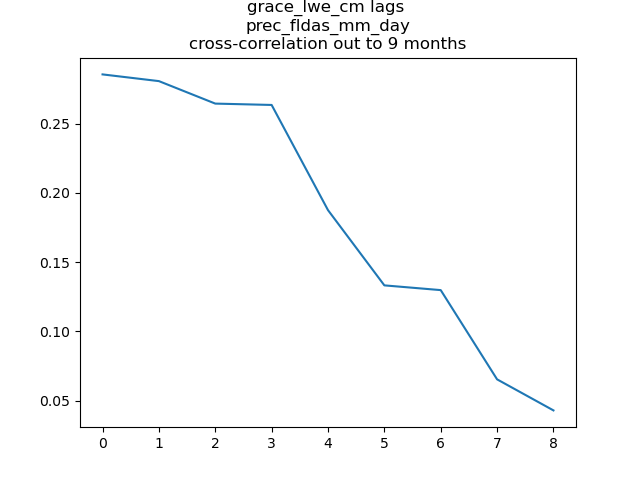 grace_lwe_cm lags
prec_fldas_mm_day
cross-correlation out to 9 months
0.25
0.20
0.15
0.10
0.05
0 1 2 3 4 5 6 7 8